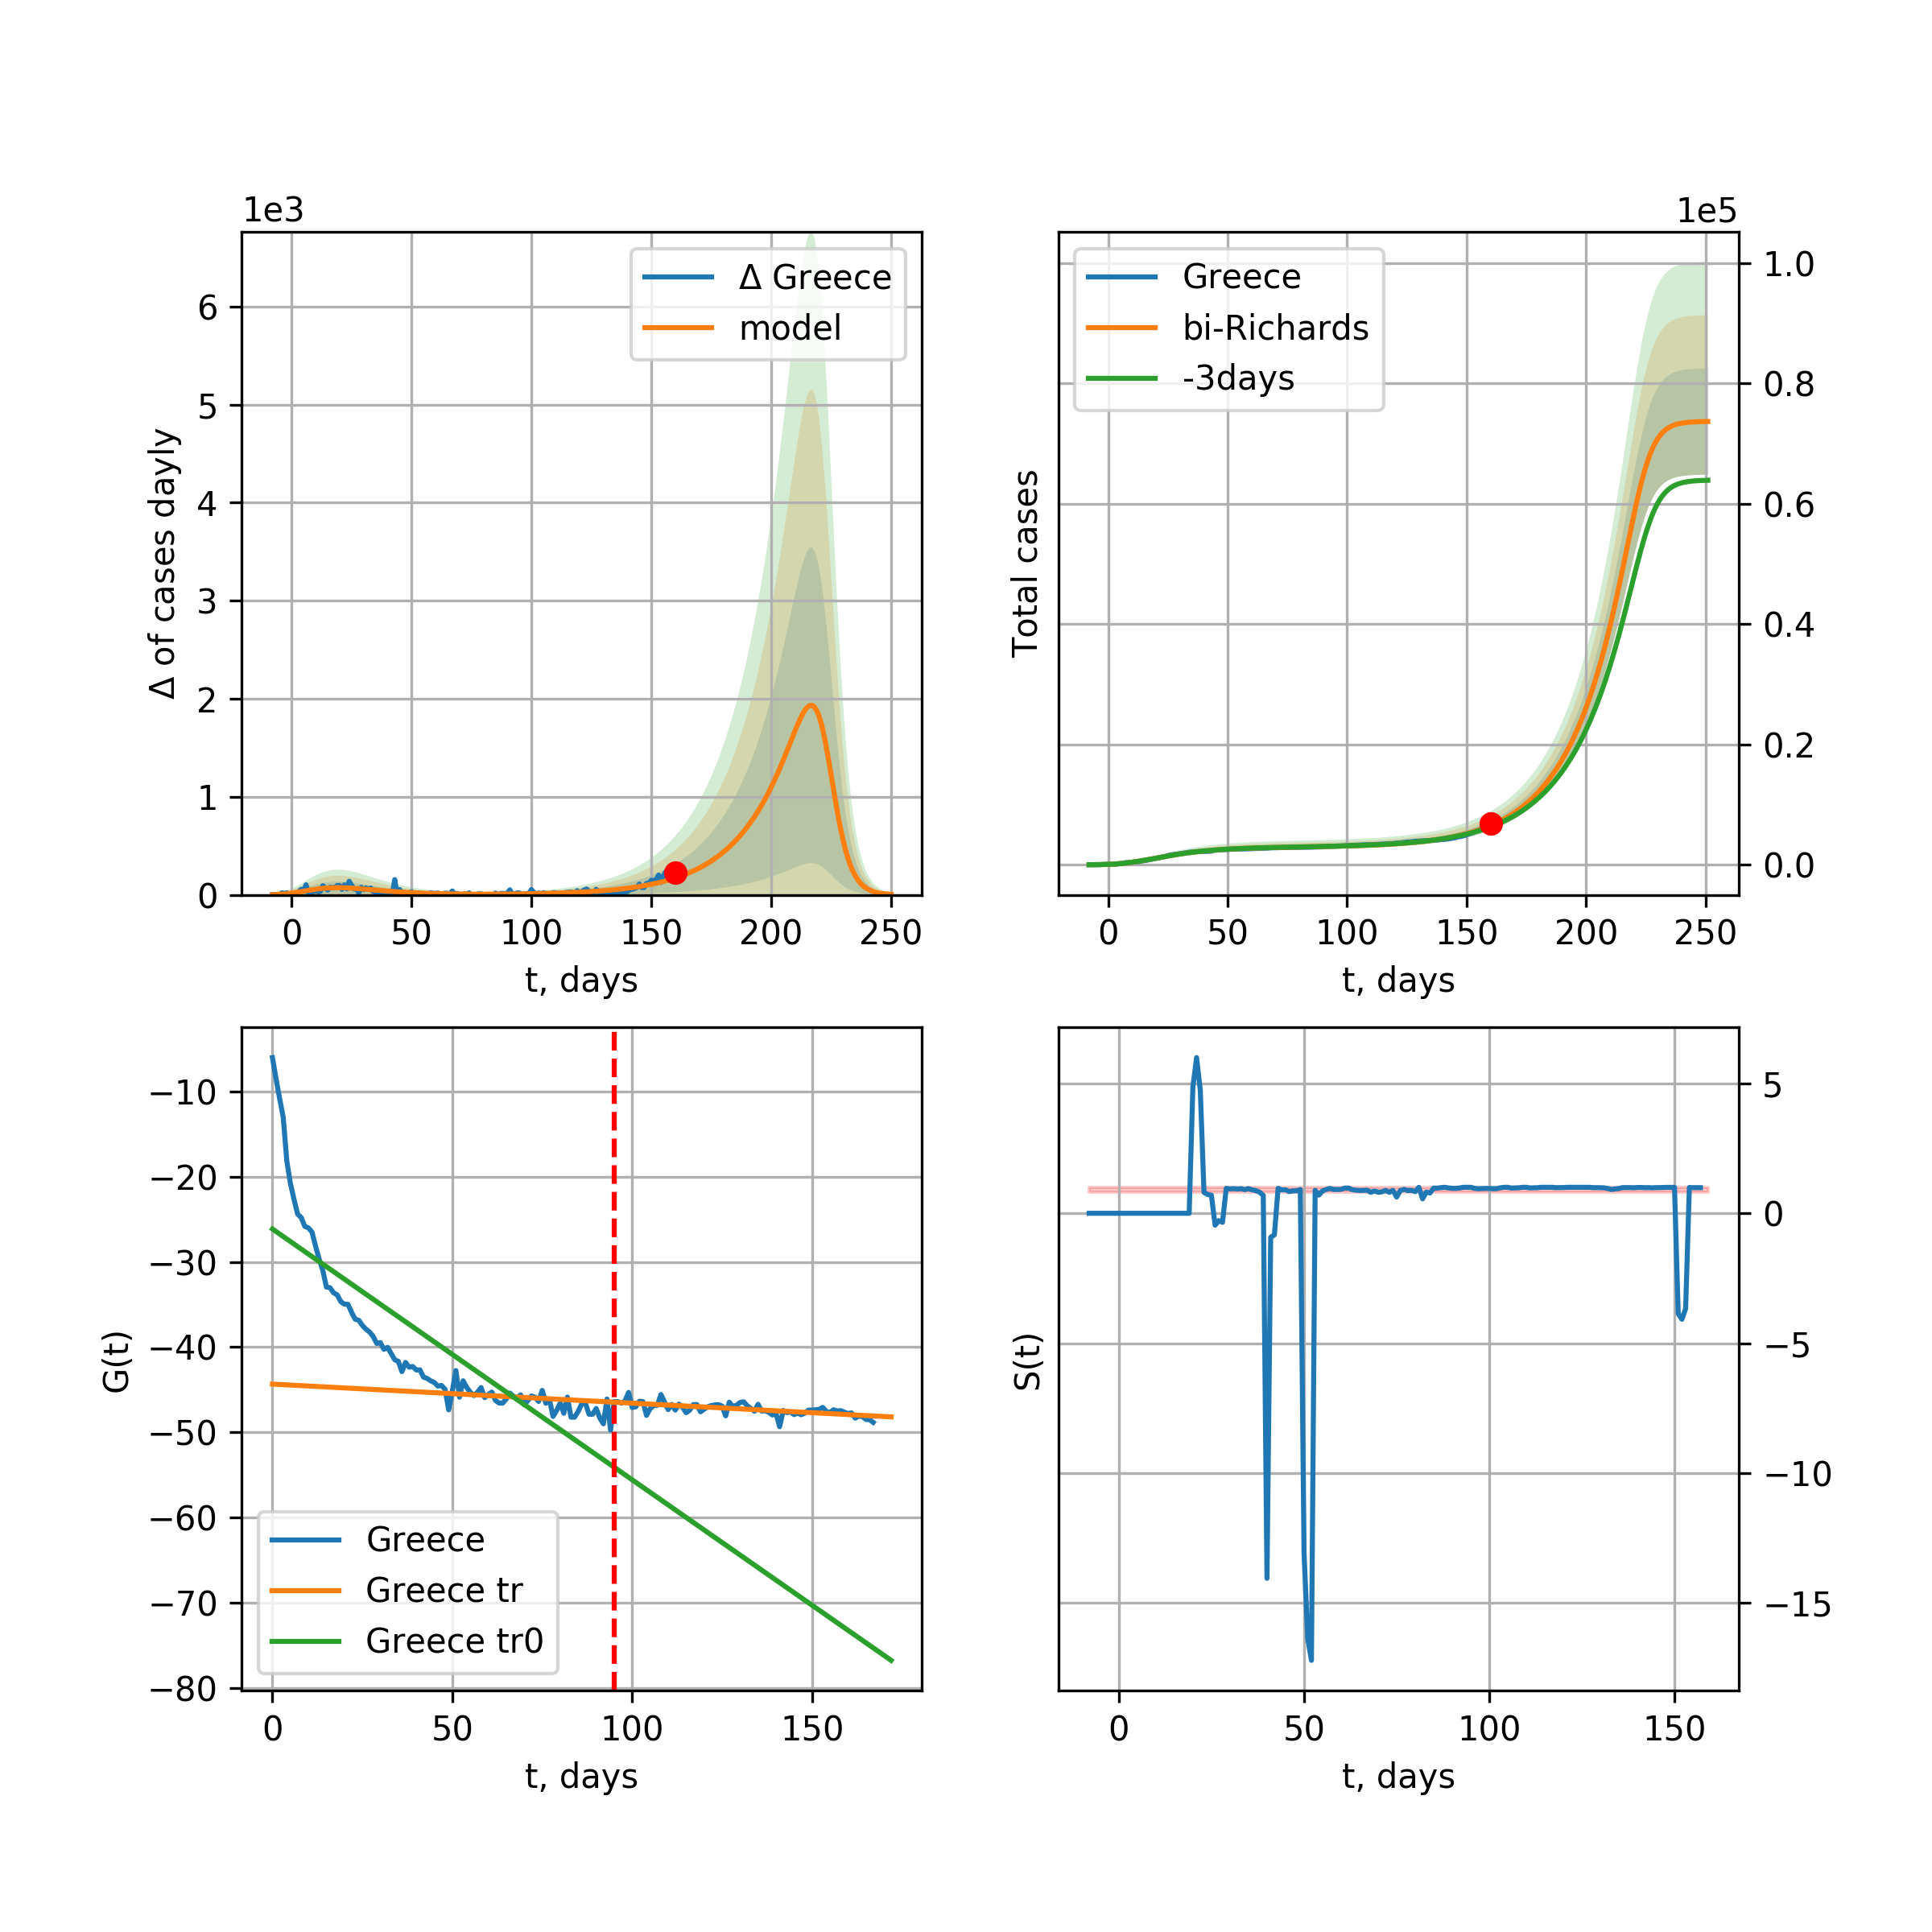 1e3
Δ of cases dayly
6
5
4
3
2
1
0
Δ Greece
model
0 50 100 150 200 250
t, days
1e5
Total cases
Greece
bi-Richards
-3days
1.0
0.8
0.6
0.4
0.2
0.0
0 50 100 150 200 250
t, days
G(t)
−10
−20
−30
−40
−50
−60
−70
−80
Greece
Greece tr
Greece tr0
0 50 100 150
t, days
S(t)
5
0
−5
−10
−15
0 50 100 150
t, days